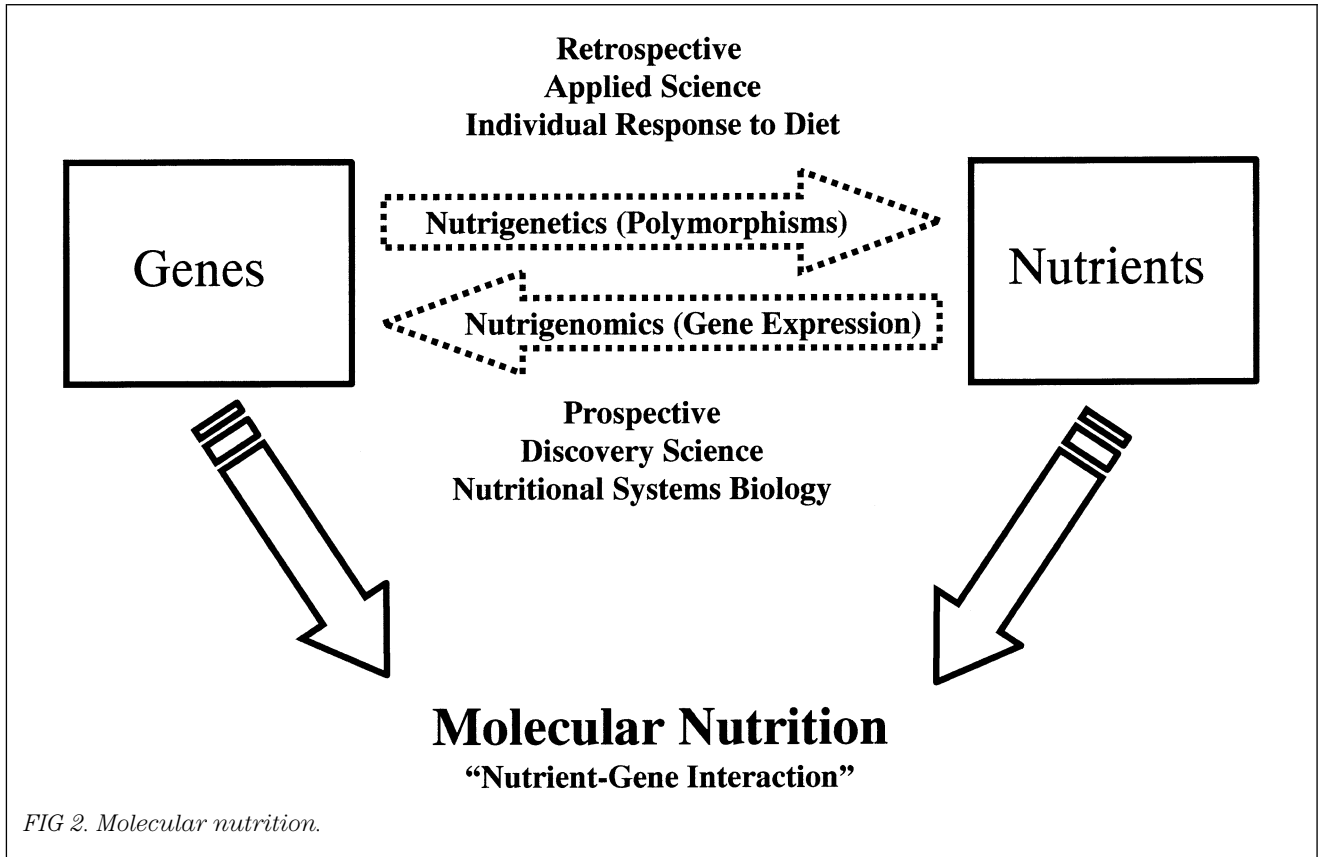 Retrospective
Applied Science
Individual Response to Diet
Genes
Nutrigenetics (Polymorphisms)
Nutrients
Nutrigenomics (Gene Expression)
Prospective
Discovery Science
Nutritional Systems Biology
Molecular Nutrition
“Nutrient-Gene Interaction”
FIG 2. Molecular nutrition.